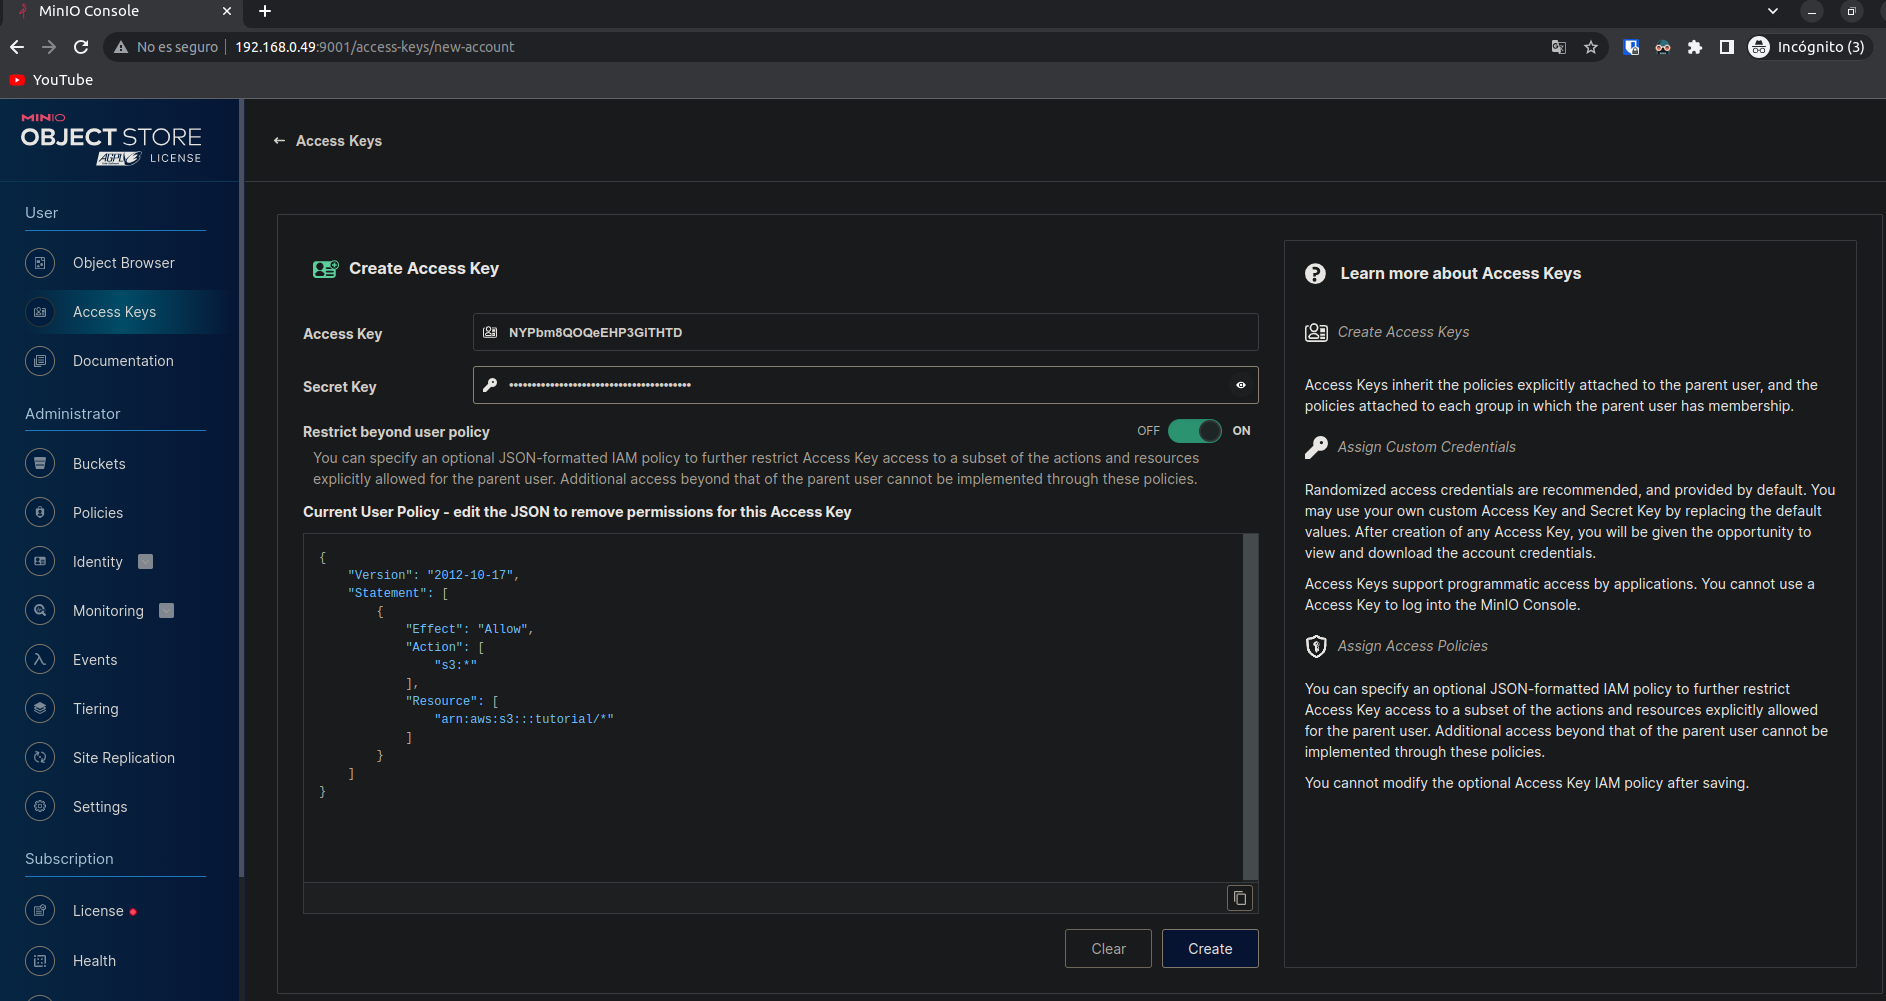 MinIO Console
No es seguro
192.168.0.49:9001/access-keys/new-account
Incógnito (3)
YouTube
MINIO
OBJECT STORE
AGPLv3 LICENSE
User
Object Browser
Access Keys
Documentation
Administrator
Buckets
Policies
Identity
Monitoring
Events
Tiering
Site Replication
Settings
Subscription
License
Health
← Access Keys
Create Access Key
Access Key
NYPbm8QOQeEHP3GITHTD
Secret Key
••••••••••••••••••••••••••••••••••••••••
Restrict beyond user policy
OFF
ON
You can specify an optional JSON-formatted IAM policy to further restrict Access Key access to a subset of the actions and resources
explicitly allowed for the parent user. Additional access beyond that of the parent user cannot be implemented through these policies.
Current User Policy - edit the JSON to remove permissions for this Access Key
{
"Version": "2012-10-17",
"Statement": [
{
"Effect": "Allow",
"Action": [
"s3:*"
],
"Resource": [
"arn:aws:s3:::tutorial/*"
]
}
]
}
Clear
Create
Learn more about Access Keys
Create Access Keys
Access Keys inherit the policies explicitly attached to the parent user, and the
policies attached to each group in which the parent user has membership.
Assign Custom Credentials
Randomized access credentials are recommended, and provided by default. You
may use your own custom Access Key and Secret Key by replacing the default
values. After creation of any Access Key, you will be given the opportunity to
view and download the account credentials.
Access Keys support programmatic access by applications. You cannot use a
Access Key to log into the MinIO Console.
Assign Access Policies
You can specify an optional JSON-formatted IAM policy to further restrict
Access Key access to a subset of the actions and resources explicitly allowed
for the parent user. Additional access beyond that of the parent user cannot be
implemented through these policies.
You cannot modify the optional Access Key IAM policy after saving.